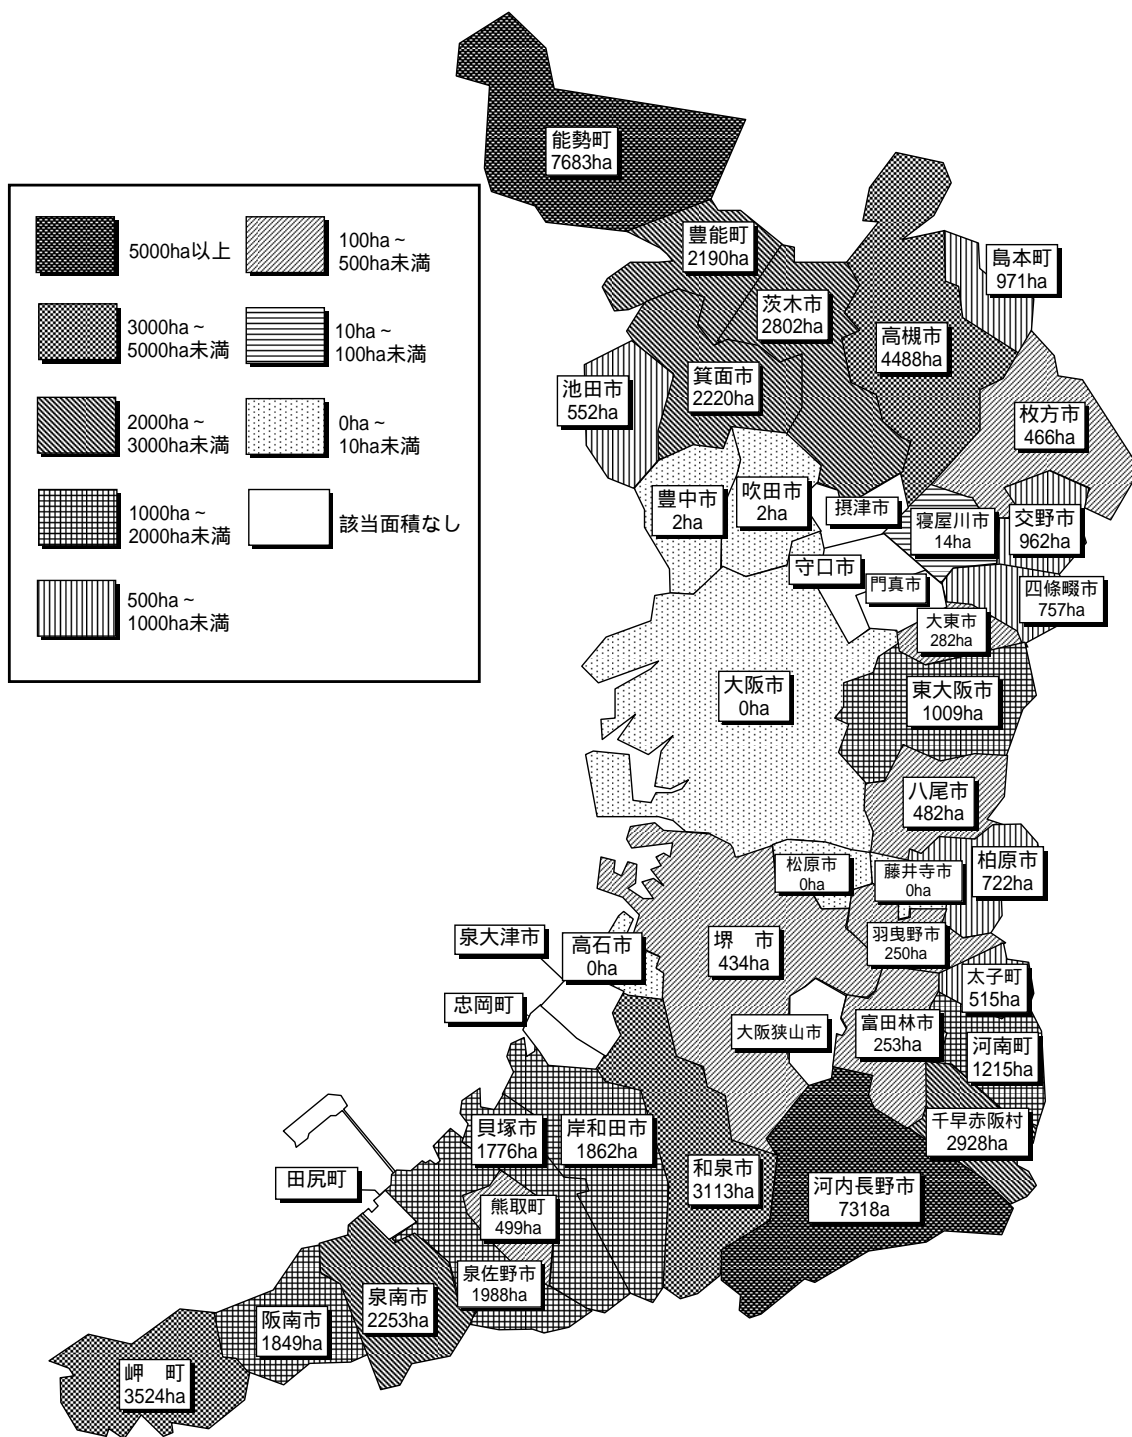 能勢町
7683ha
5000ha以上
100ha ~
500ha未満
3000ha ~
5000ha未満
10ha ~
100ha未満
2000ha ~
3000ha未満
0ha ~
10ha未満
1000ha ~
2000ha未満
該当面積なし
500ha ~
1000ha未満
豊能町
2190ha
島本町
971ha
茨木市
2802ha
高槻市
4488ha
箕面市
2220ha
池田市
552ha
枚方市
466ha
豊中市
2ha
吹田市
2ha
摂津市
寝屋川市
14ha
交野市
962ha
守口市
門真市
四條畷市
757ha
大東市
282ha
大阪市
0ha
東大阪市
1009ha
八尾市
482ha
松原市
0ha
藤井寺市
0ha
柏原市
722ha
泉大津市
高石市
0ha
堺　市
434ha
羽曳野市
250ha
太子町
515ha
忠岡町
大阪狭山市
富田林市
253ha
河南町
1215ha
貝塚市
1776ha
岸和田市
1862ha
千早赤阪村
2928ha
和泉市
3113ha
田尻町
河内長野市
7318a
熊取町
499ha
泉佐野市
1988ha
泉南市
2253ha
阪南市
1849ha
岬　町
3524ha